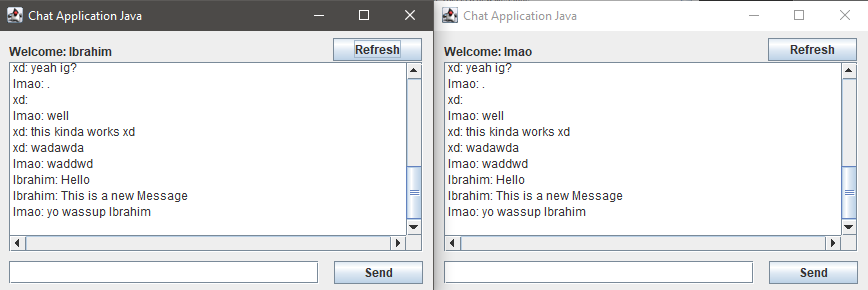 Chat Application Java
Welcome: Ibrahim
Refresh
xd: yeah ig?
lmao: .
xd:
lmao: well
xd: this kinda works xd
xd: wadawda
lmao: waddwd
Ibrahim: Hello
Ibrahim: This is a new Message
lmao: yo wassup Ibrahim
Send
Chat Application Java
Welcome: lmao
Refresh
xd: yeah ig?
lmao: .
xd:
lmao: well
xd: this kinda works xd
xd: wadawda
lmao: waddwd
Ibrahim: Hello
Ibrahim: This is a new Message
lmao: yo wassup Ibrahim
Send